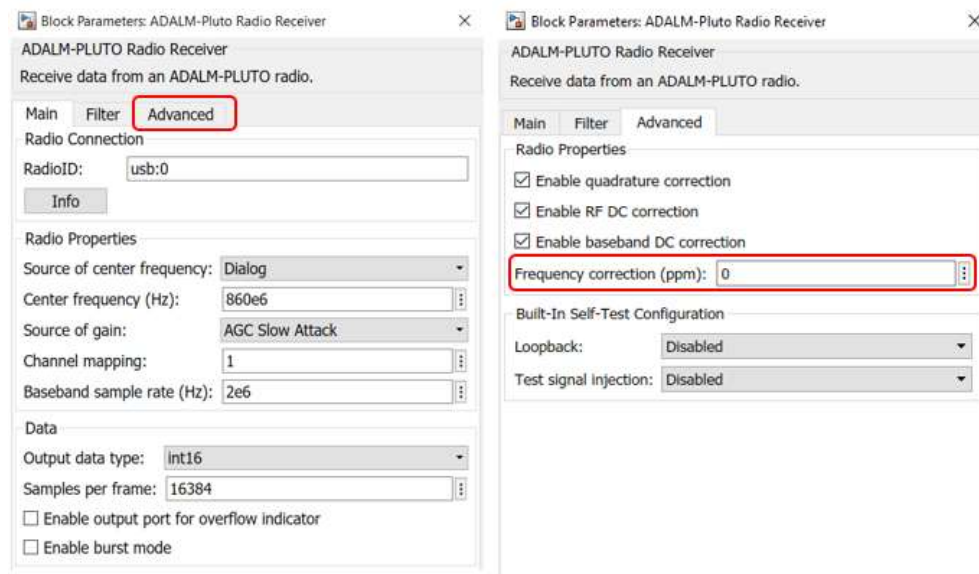 Block Parameters: ADALM-Pluto Radio Receiver
ADALM-PLUTO Radio Receiver
Receive data from an ADALM-PLUTO radio.
Main Filter Advanced
Radio Connection
RadioID: usb:0
Info
Radio Properties
Source of center frequency: Dialog
Center frequency (Hz): 860e6
Source of gain: AGC Slow Attack
Channel mapping: 1
Baseband sample rate (Hz): 2e6
Data
Output data type: int16
Samples per frame: 16384
Enable output port for overflow indicator
Enable burst mode
Block Parameters: ADALM-Pluto Radio Receiver
ADALM-PLUTO Radio Receiver
Receive data from an ADALM-PLUTO radio.
Main Filter Advanced
Radio Properties
Enable quadrature correction
Enable RF DC correction
Enable baseband DC correction
Frequency correction (ppm): 0
Built-In Self-Test Configuration
Loopback: Disabled
Test signal injection: Disabled